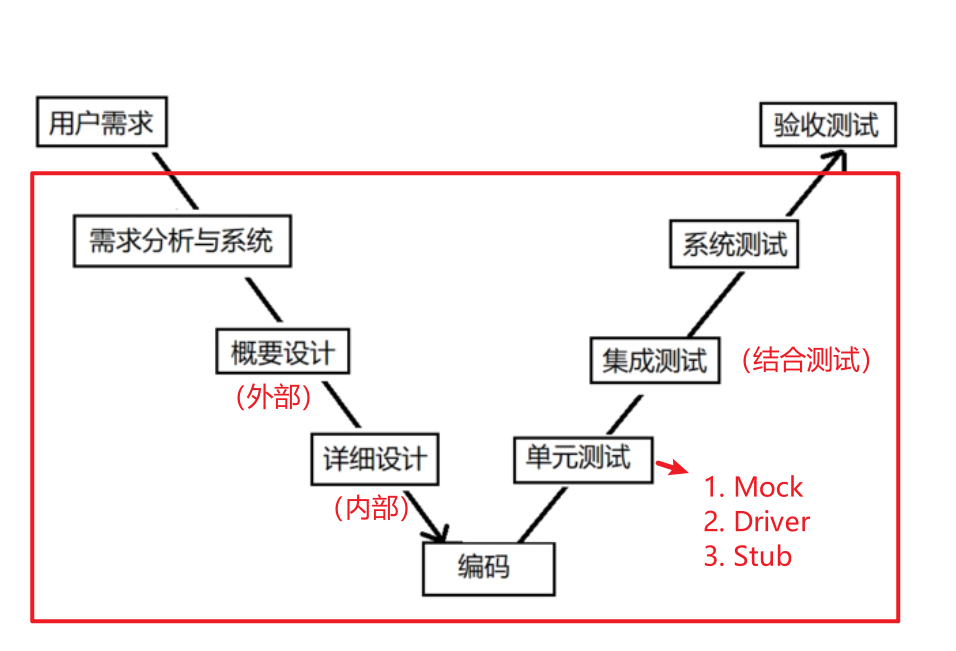 用户需求
验收测试
需求分析与系统
系统测试
概要设计
(外部)
集成测试
(结合测试)
详细设计
(内部)
单元测试
1. Mock
2. Driver
3. Stub
编码